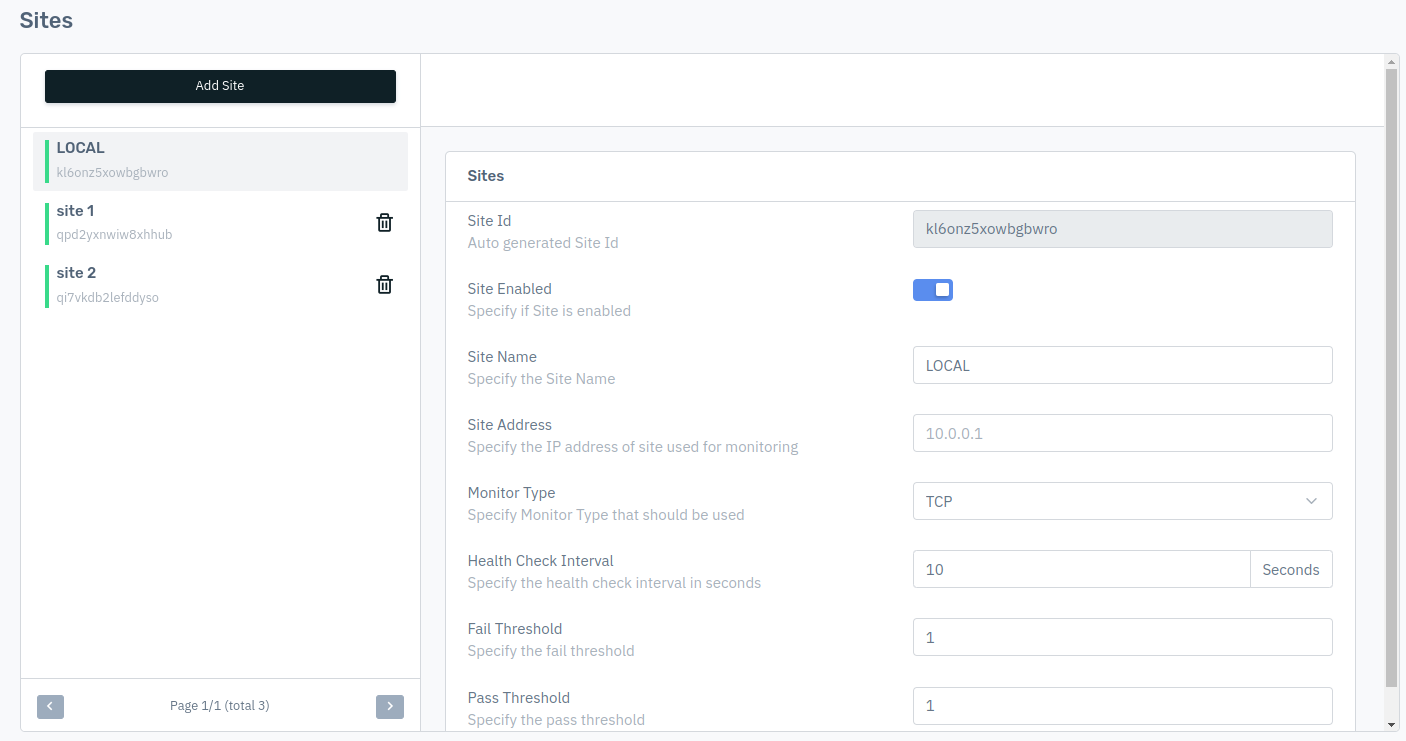 Sites
Add Site
LOCAL
kl6onz5xowbgbwro
site 1
qpd2yxnwiw8xhhub
site 2
qi7vkdb2lefddyso
Page 1/1 (total 3)
Sites
Site Id
Auto generated Site Id
kl6onz5xowbgbwro
Site Enabled
Specify if Site is enabled
Site Name
Specify the Site Name
LOCAL
Site Address
Specify the IP address of site used for monitoring
10.0.0.1
Monitor Type
Specify Monitor Type that should be used
TCP
Health Check Interval
Specify the health check interval in seconds
10 Seconds
Fail Threshold
Specify the fail threshold
1
Pass Threshold
Specify the pass threshold
1